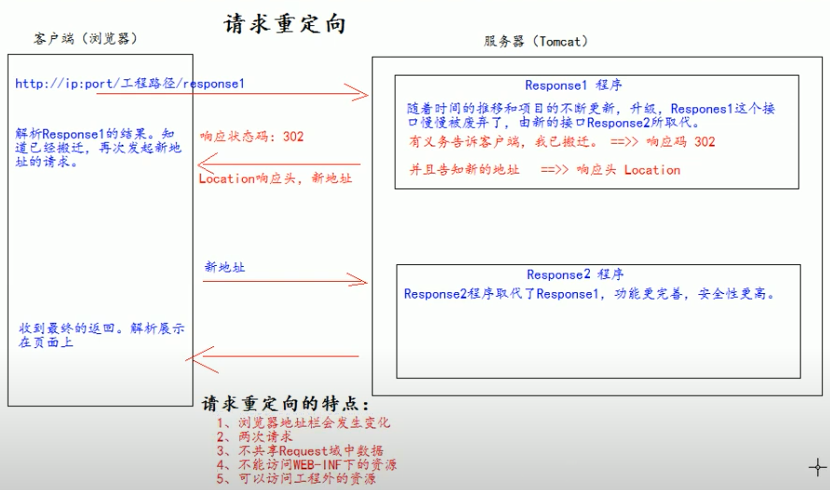 请求重定向
客户端（浏览器）
服务器（Tomcat）
http://ip:port/工程路径/response1
Response1 程序
随着时间的推移和项目的不断更新，升级，Respones1这个接
口慢慢被废弃了，由新的接口Response2所取代。
有义务告诉客户端，我已搬迁。 ==>> 响应码 302
并且告知新的地址 ==>> 响应头 Location
解析Response1的结果。知
道已经搬迁，再次发起新地
址的请求。
响应状态码：302
Location响应头，新地址
新地址
Response2 程序
Response2程序取代了Response1，功能更完善，安全性更高。
收到最终的返回。解析展示
在页面上
请求重定向的特点：
1、浏览器地址栏会发生变化
2、两次请求
3、不共享Request域中数据
4、不能访问WEB-INF下的资源
5、可以访问工程外的资源